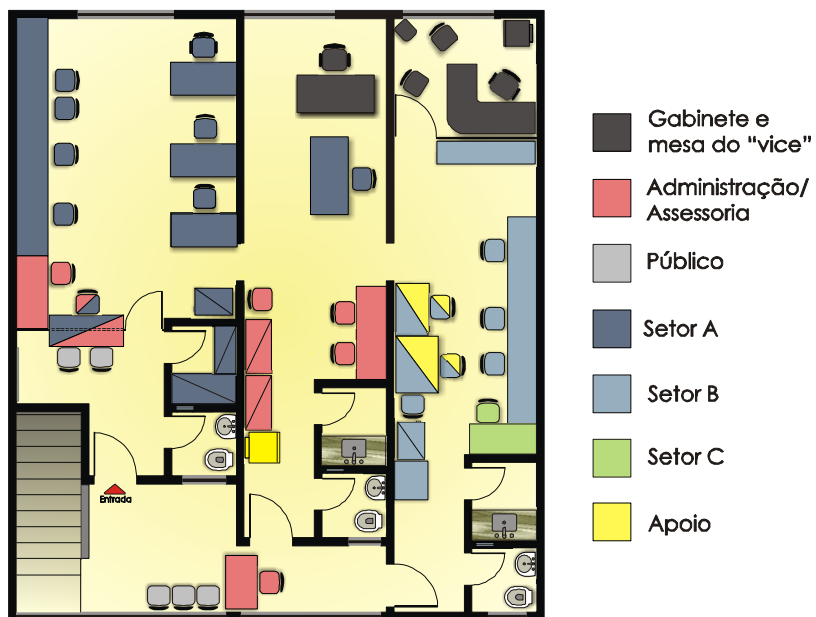 Gabinete e
mesa do “vice”
Administração/
Assessoria
Público
Setor A
Setor B
Setor C
Apoio
Entrada